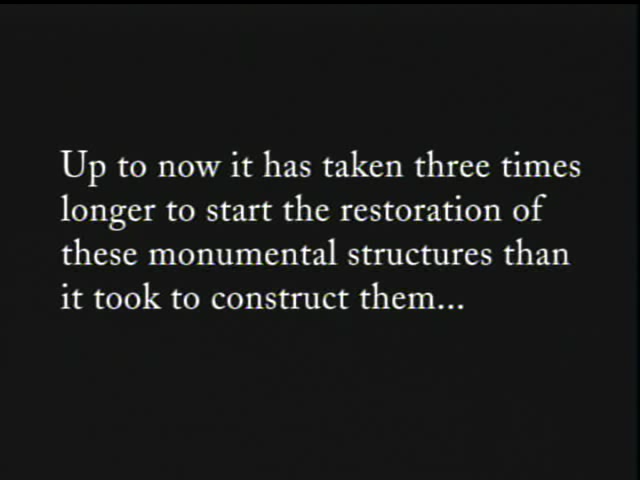 Up to now it has taken three times
longer to start the restoration of
these monumental structures than
it took to construct them...